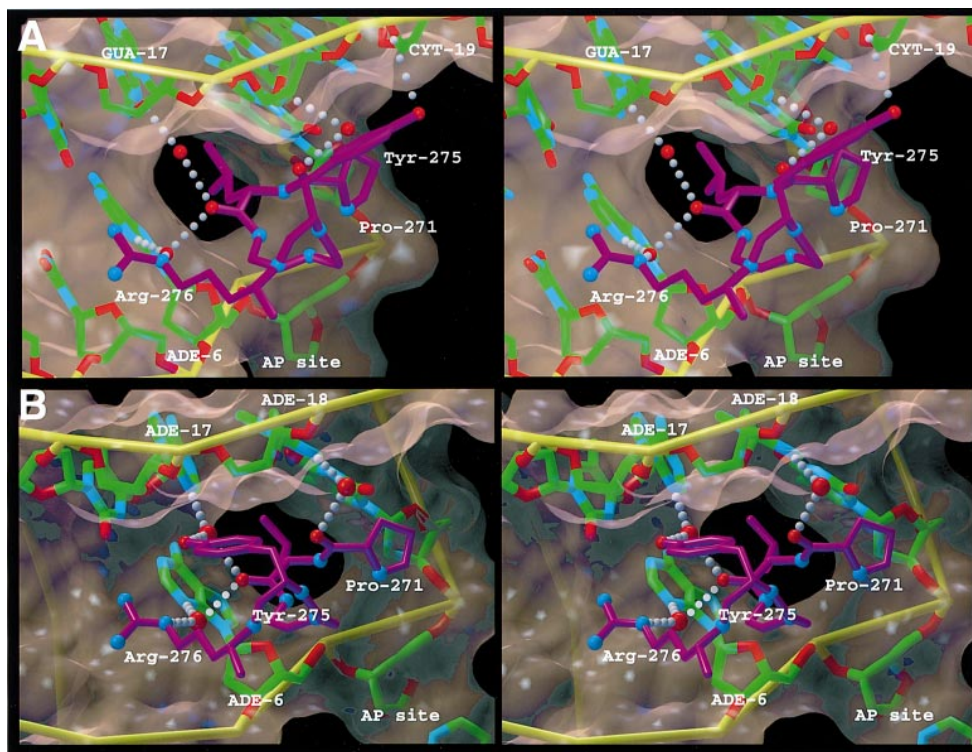 A
GUA-17 CYT-19 GUA-17 CYT-19
Tyr-275 Tyr-275
Pro-271 Pro-271
Arg-276 Arg-276
ADE-6 AP site ADE-6 AP site
B
ADE-18 ADE-18
ADE-17 ADE-17
Pro-271 Pro-271
Tyr-275 Tyr-275
Arg-276 Arg-276
ADE-6 ADE-6
AP site AP site